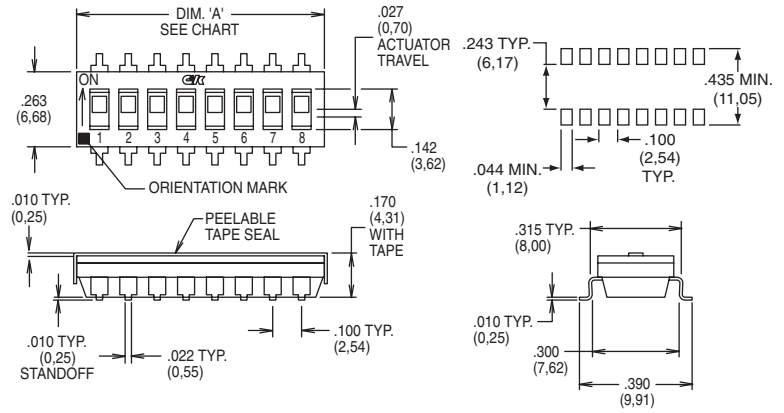 DIM. 'A'
SEE CHART
.027
(0,70)
ACTUATOR
TRAVEL
ON
C&K
.263
(6,68)
1 2 3 4 5 6 7 8
.142
(3,62)
ORIENTATION MARK
.243 TYP.
(6,17)
.435 MIN.
(11,05)
.100
(2,54)
TYP.
.044 MIN.
(1,12)
.010 TYP.
(0,25)
PEELABLE
TAPE SEAL
.170
(4,31)
WITH
TAPE
.010 TYP.
(0,25)
STANDOFF
.022 TYP.
(0,55)
.100 TYP.
(2,54)
.315 TYP.
(8,00)
.010 TYP.
(0,25)
.300
(7,62)
.390
(9,91)